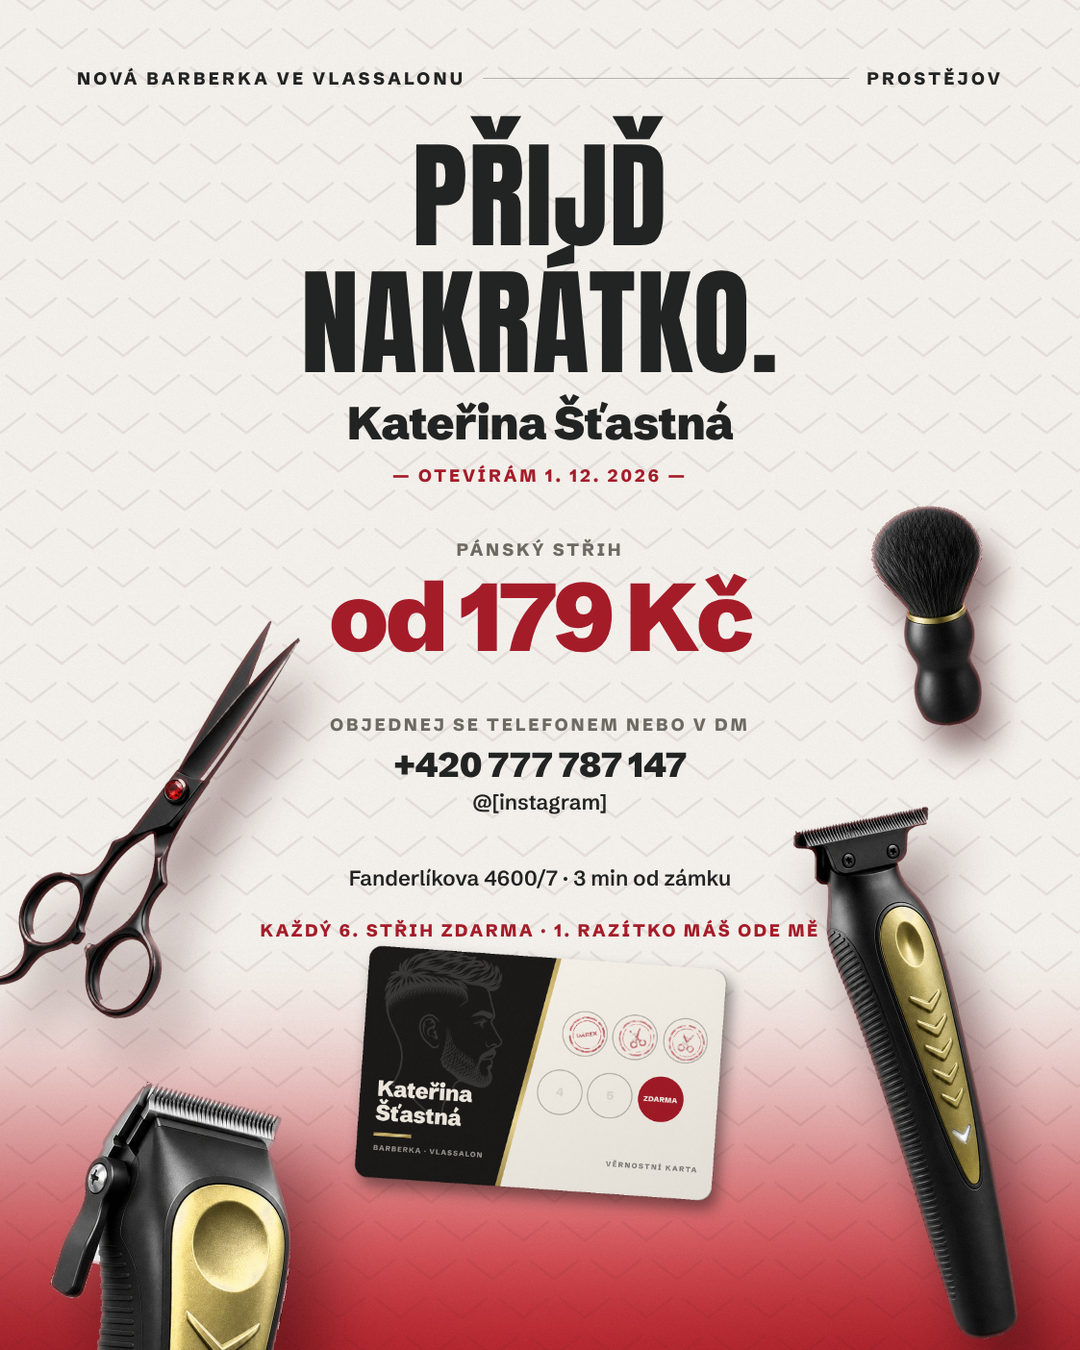 NOVÁ BARBERKA VE VLASSALONU
PROSTĚJOV
PŘIJĎ
NAKRÁTKO.
Kateřina Šťastná
— OTEVÍRÁM 1. 12. 2026 —
PÁNSKÝ STŘIH
od 179 Kč
OBJEDNEJ SE TELEFONEM NEBO V DM
+420 777 787 147
@[instagram]
Fanderlíkova 4600/7 · 3 min od zámku
KAŽDÝ 6. STŘIH ZDARMA · 1. RAZÍTKO MÁŠ ODE MĚ
Kateřina
Šťastná
BARBERKA · VLASSALON
DÁREK
4
5
ZDARMA
VĚRNOSTNÍ KARTA